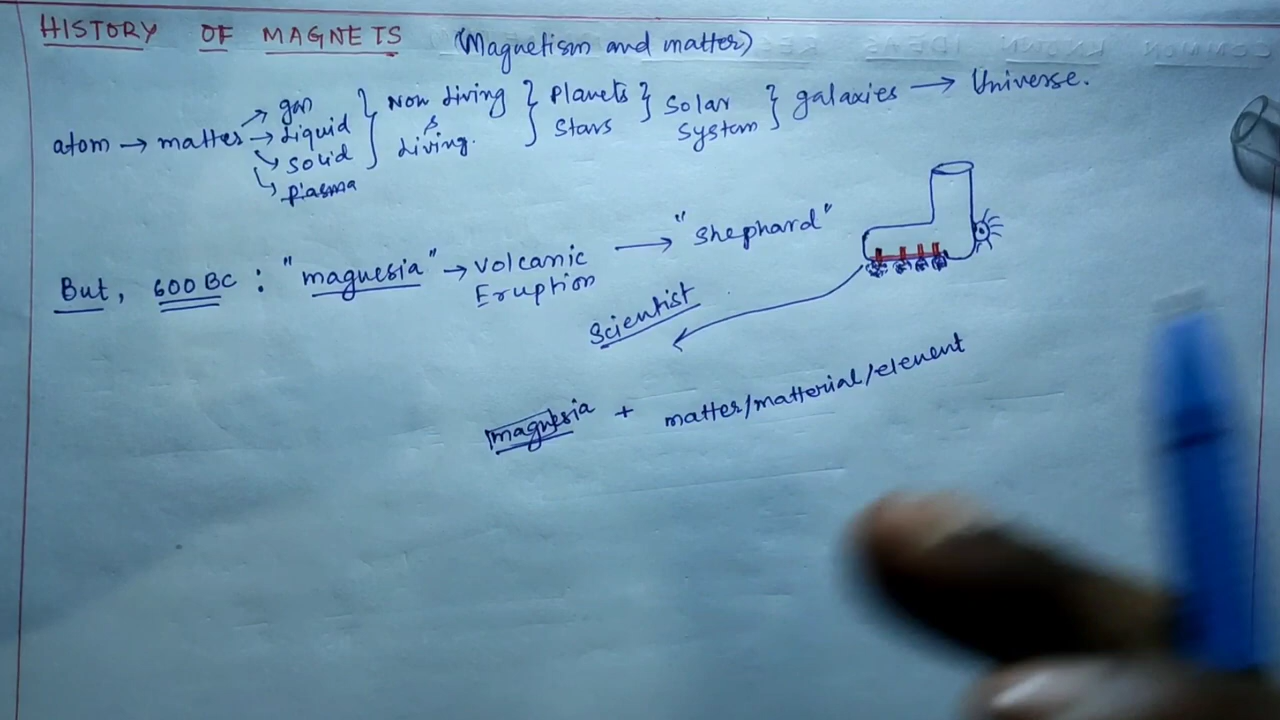 HISTORY OF MAGNETS (Magnetism and matter)
atom → matter → gas → Liquid → Solid → Plasma } Non living & Living. } Planets Stars } Solar System } galaxies → Universe.
But, 600 BC : "magnesia" → Volcanic Eruption → "Shephard"
Scientist
magnesia + matter/matterial/element